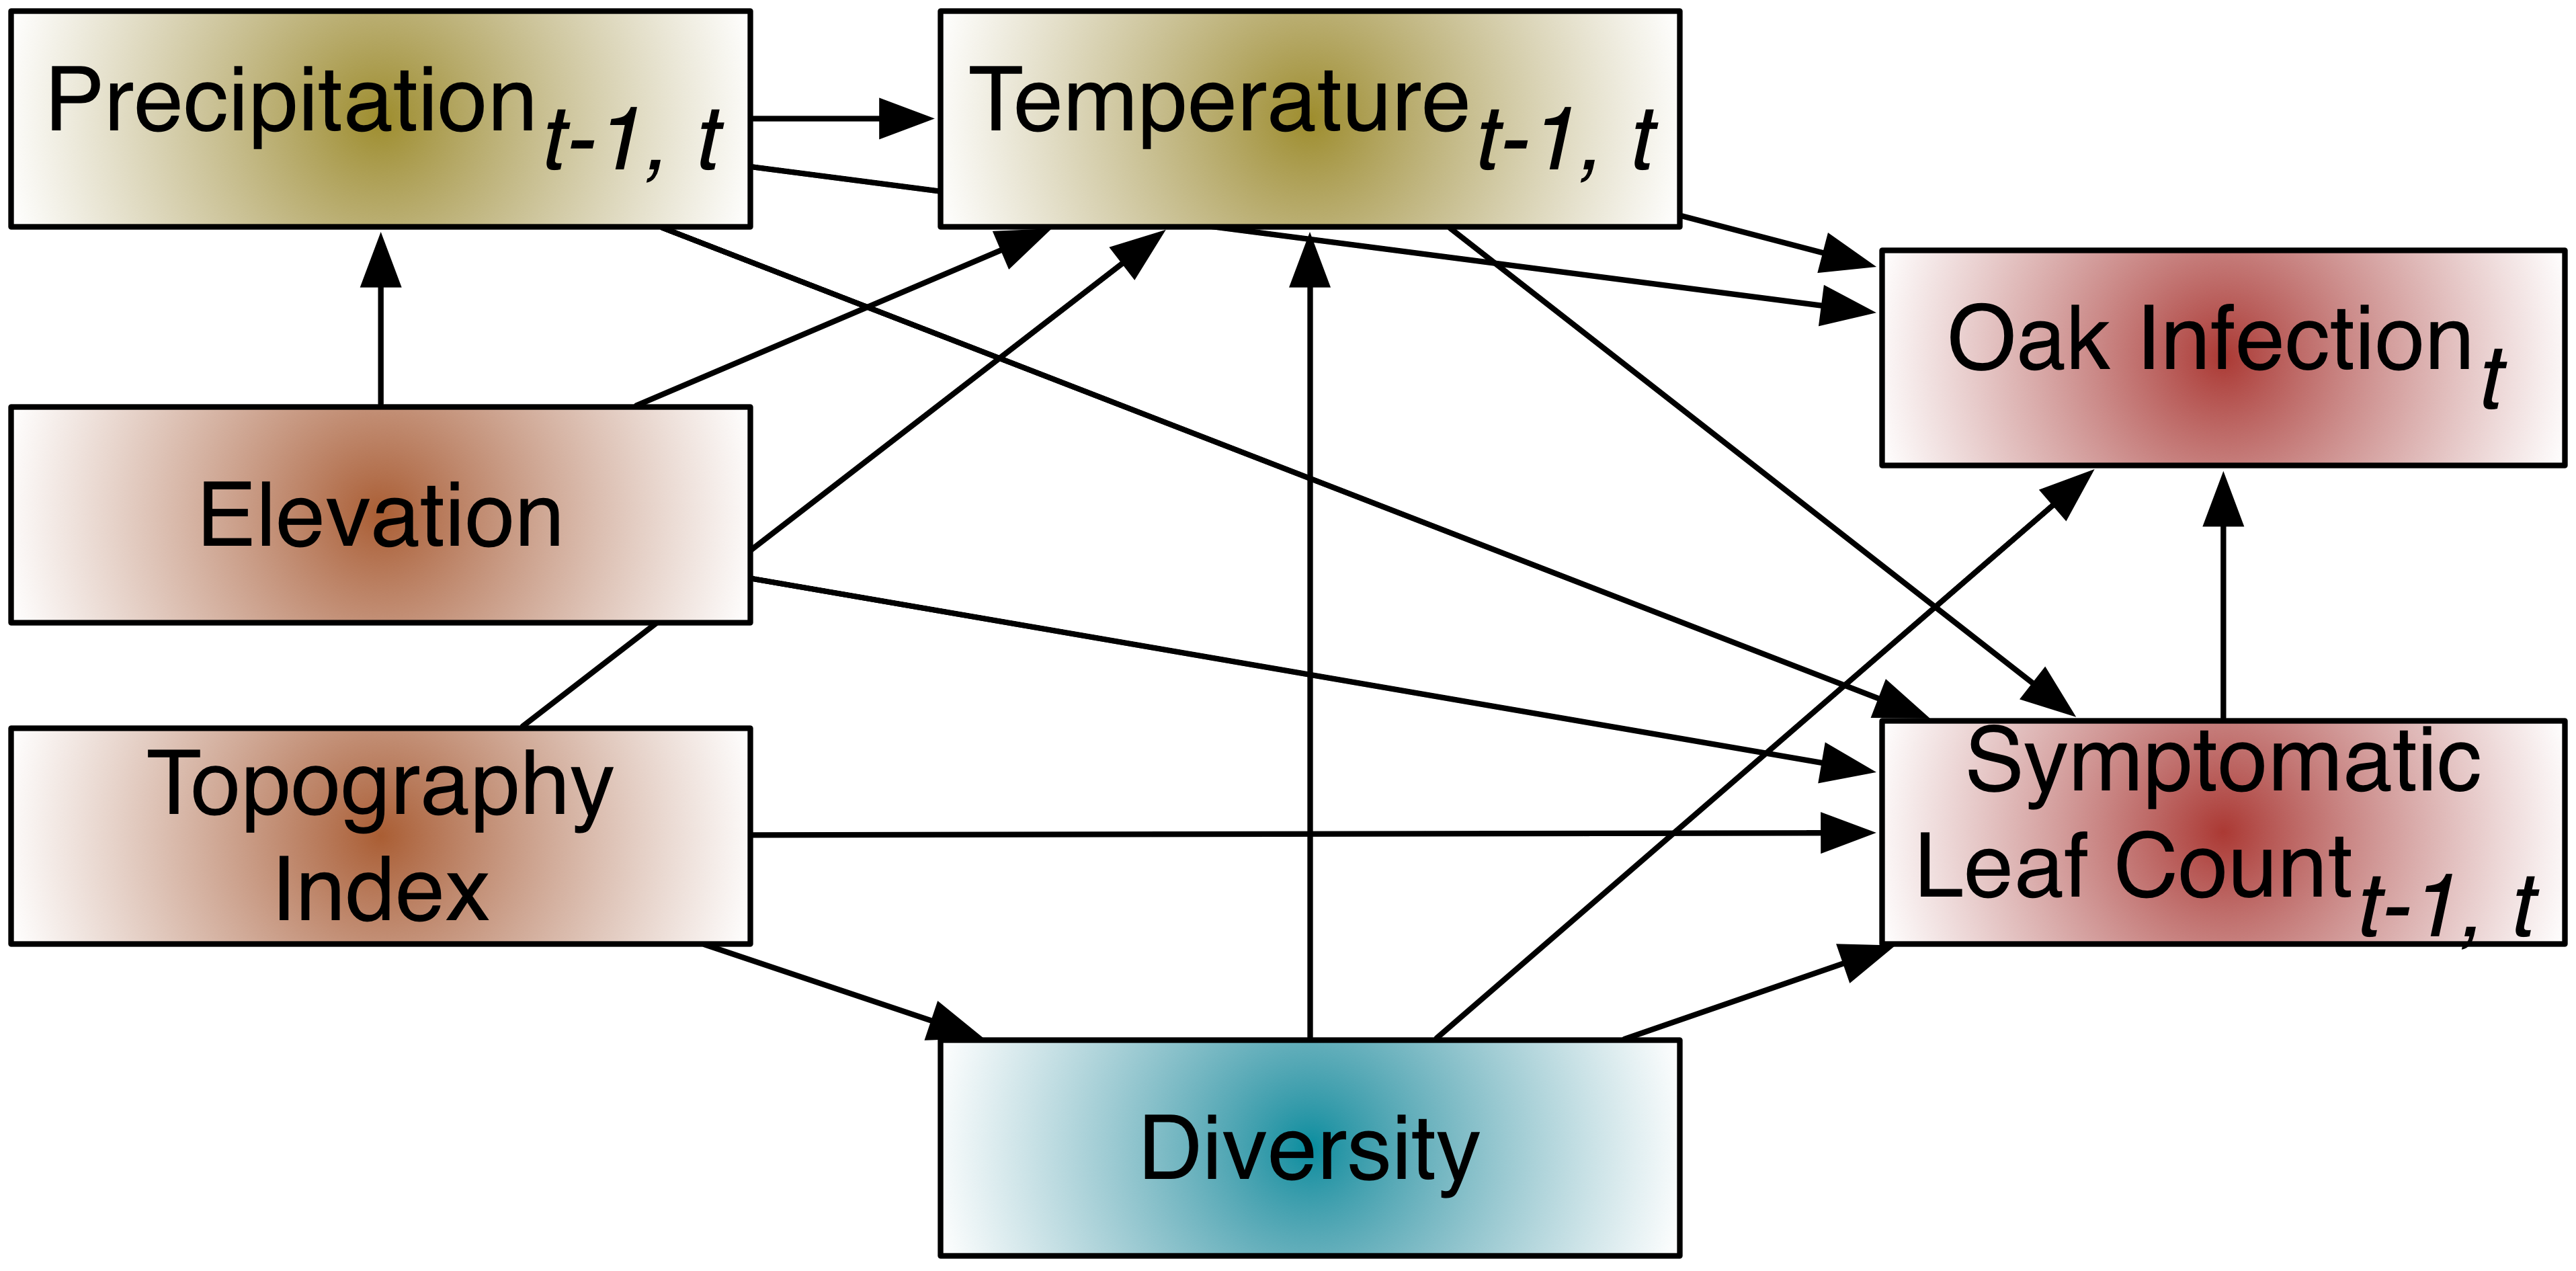 Precipitation t-1, t
Temperature t-1, t
Oak Infection t
Elevation
Topography
Index
Symptomatic
Leaf Count t-1, t
Diversity